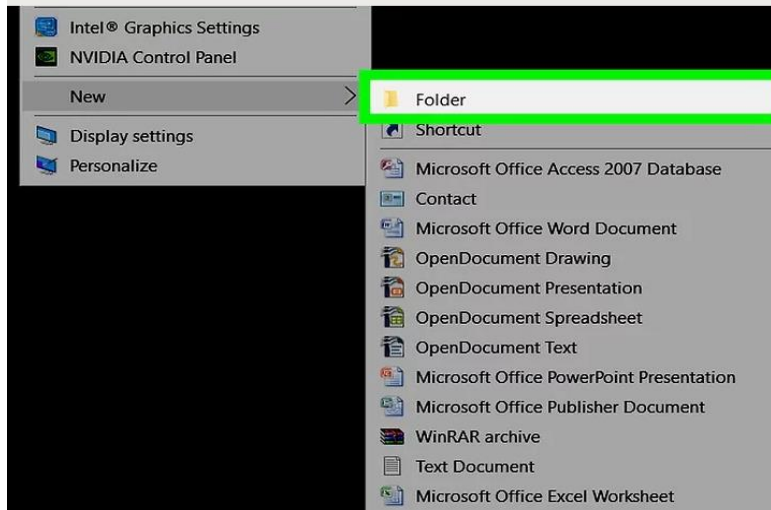 Intel® Graphics Settings
NVIDIA Control Panel
New
Display settings
Personalize
Folder
Shortcut
Microsoft Office Access 2007 Database
Contact
Microsoft Office Word Document
OpenDocument Drawing
OpenDocument Presentation
OpenDocument Spreadsheet
OpenDocument Text
Microsoft Office PowerPoint Presentation
Microsoft Office Publisher Document
WinRAR archive
Text Document
Microsoft Office Excel Worksheet